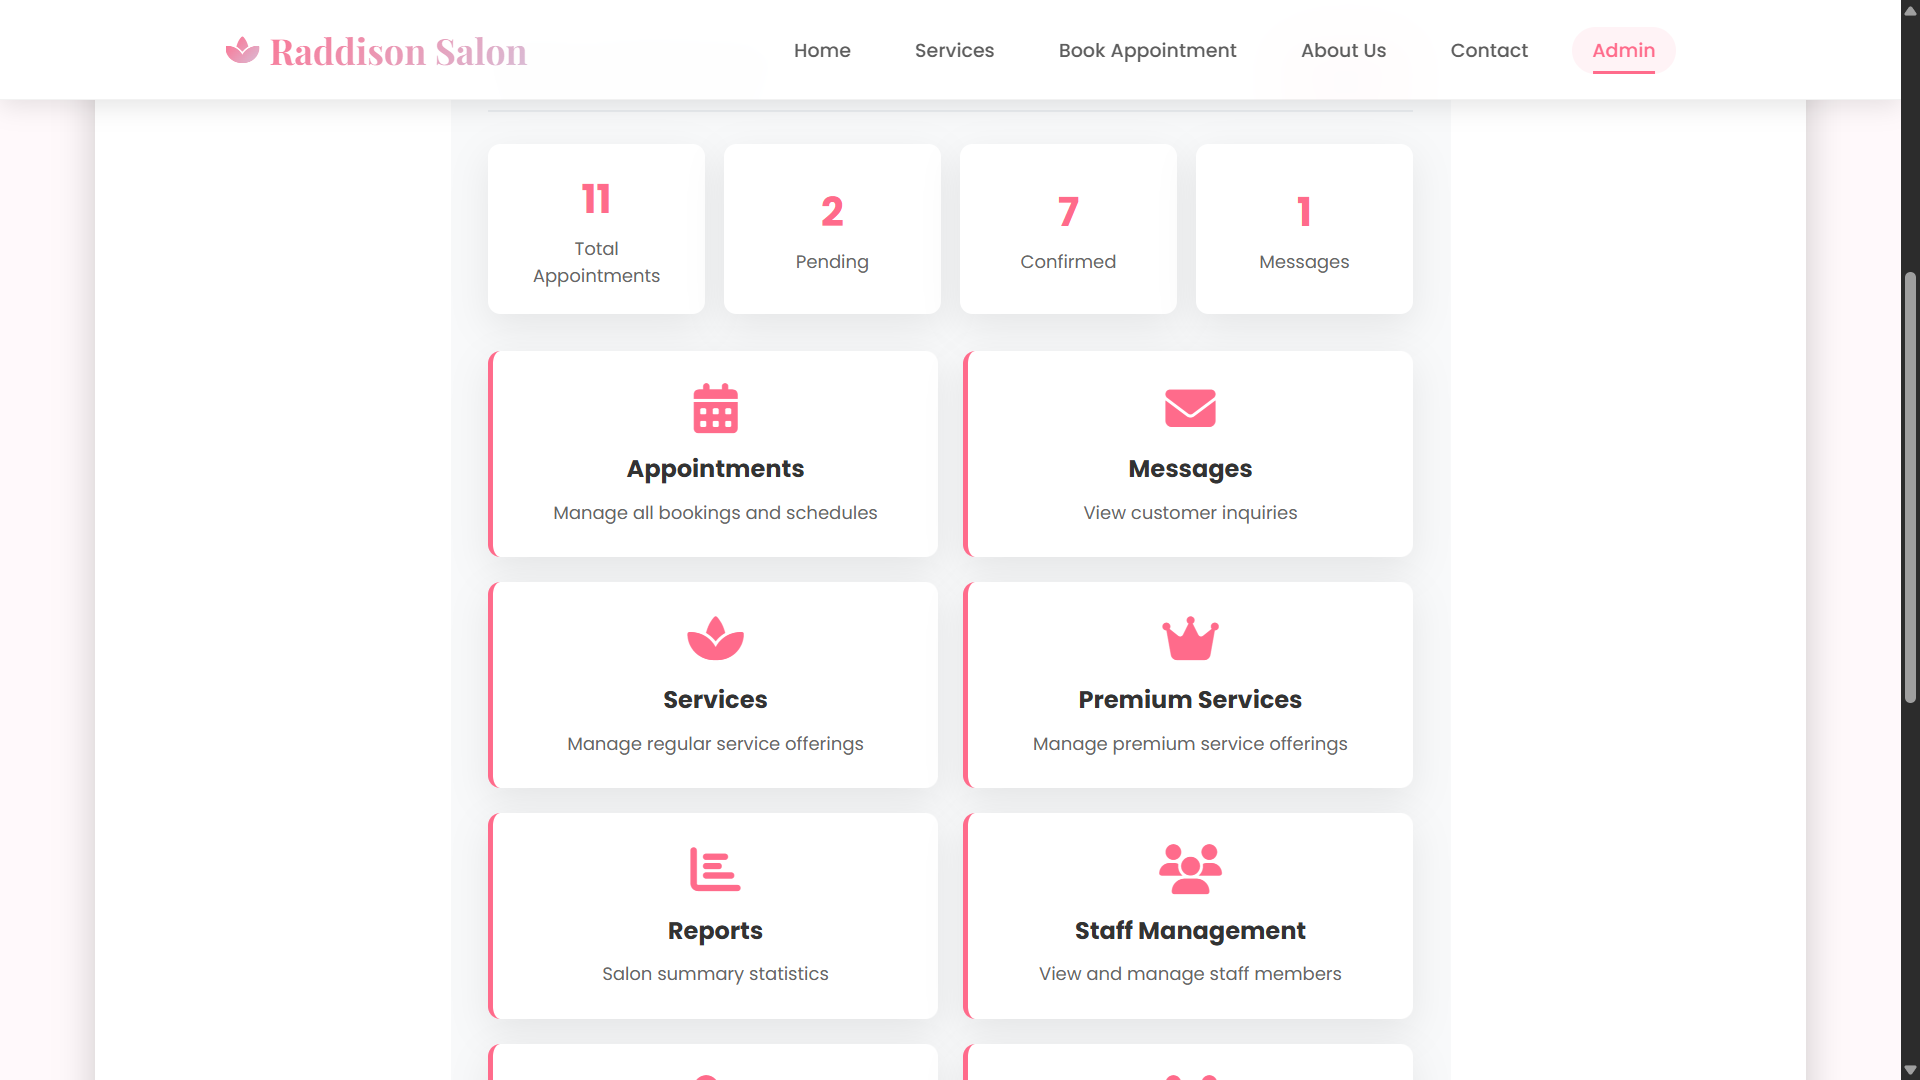 Raddison Salon
Home
Services
Book Appointment
About Us
Contact
Admin
11
Total
Appointments
2
Pending
7
Confirmed
1
Messages
Appointments
Manage all bookings and schedules
Messages
View customer inquiries
Services
Manage regular service offerings
Premium Services
Manage premium service offerings
Reports
Salon summary statistics
Staff Management
View and manage staff members